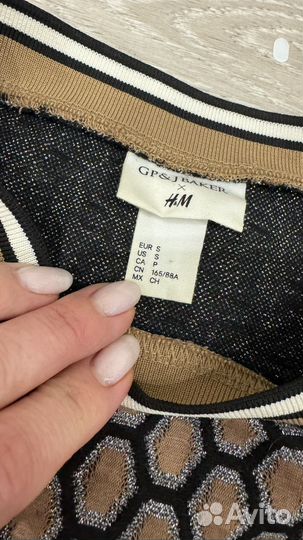 GP&J BAKER
×
H&M
EUR S
US S
CA P
CN 165/88A
MX CH
Avito